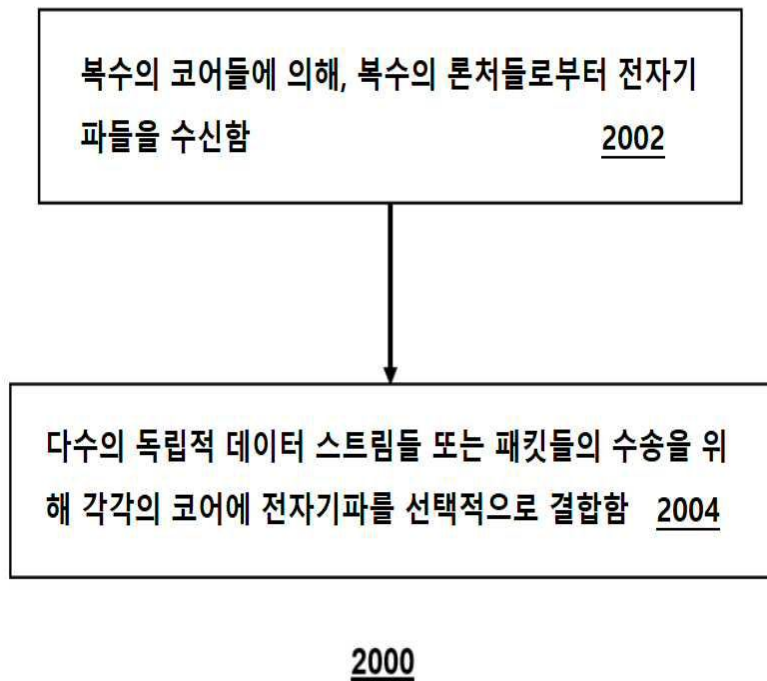 복수의 코어들에 의해, 복수의 론처들로부터 전자기
파들을 수신함 2002
다수의 독립적 데이터 스트림들 또는 패킷들의 수송을 위
해 각각의 코어에 전자기파를 선택적으로 결합함 2004
2000